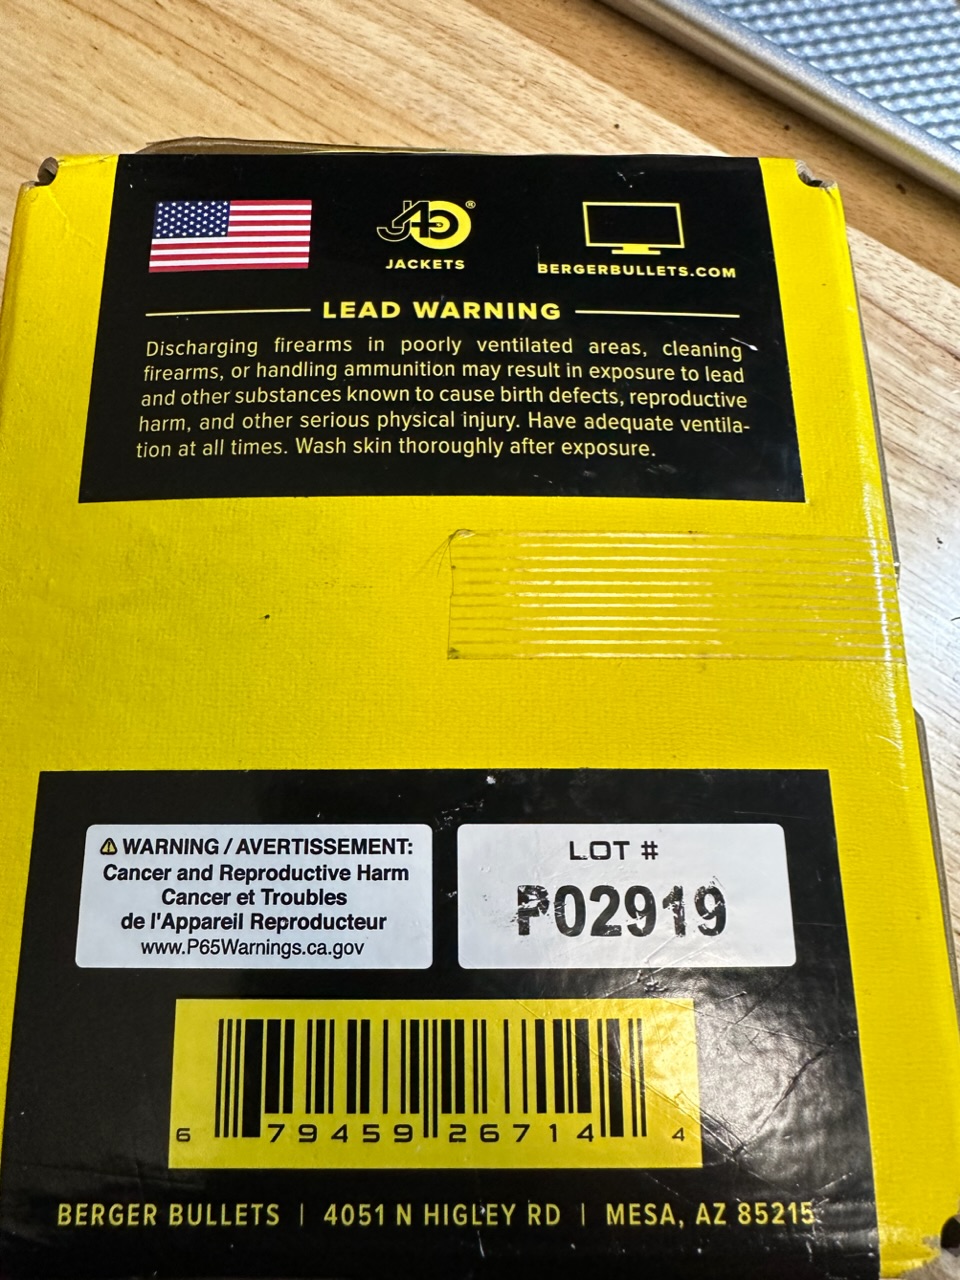 J4 ®
JACKETS
BERGERBULLETS.COM
LEAD WARNING
Discharging firearms in poorly ventilated areas, cleaning
firearms, or handling ammunition may result in exposure to lead
and other substances known to cause birth defects, reproductive
harm, and other serious physical injury. Have adequate ventila-
tion at all times. Wash skin thoroughly after exposure.
WARNING / AVERTISSEMENT:
Cancer and Reproductive Harm
Cancer et Troubles
de l'Appareil Reproducteur
www.P65Warnings.ca.gov
LOT #
P02919
6 79459 26714 4
BERGER BULLETS | 4051 N HIGLEY RD | MESA, AZ 85215